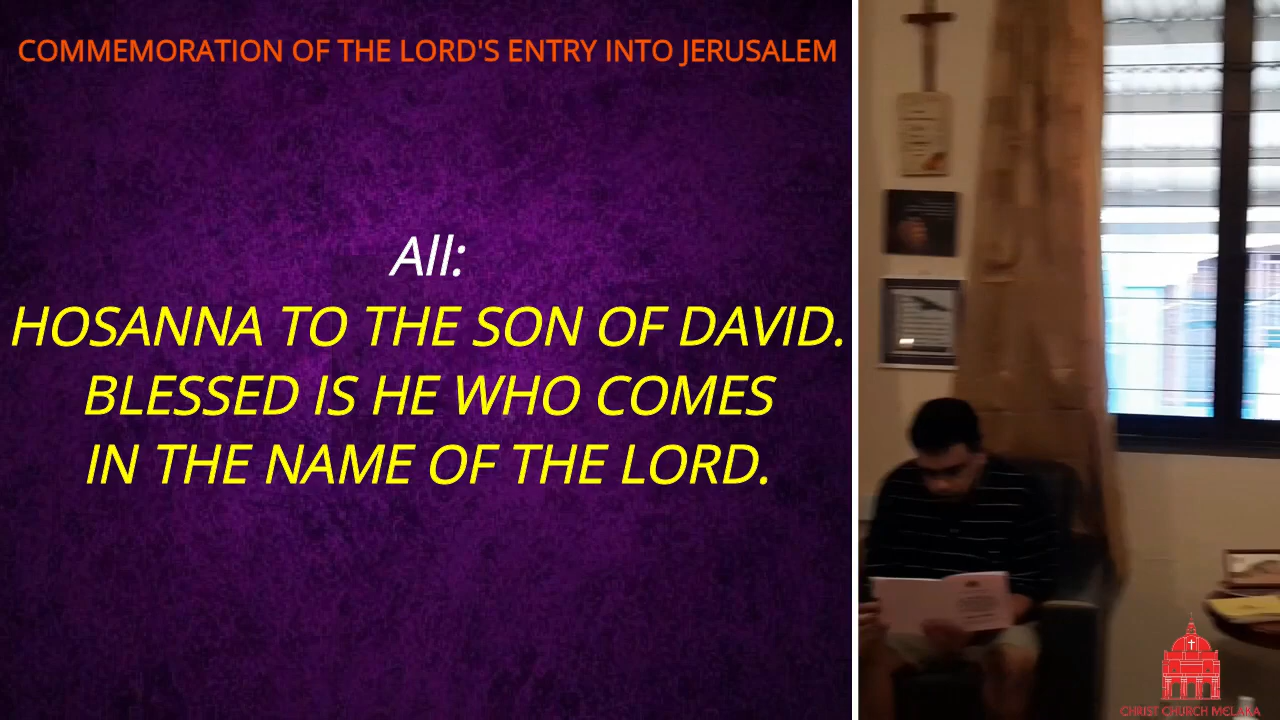 COMMEMORATION OF THE LORD'S ENTRY INTO JERUSALEM
All:
HOSANNA TO THE SON OF DAVID.
BLESSED IS HE WHO COMES
IN THE NAME OF THE LORD.
CHRIST CHURCH MELAKA